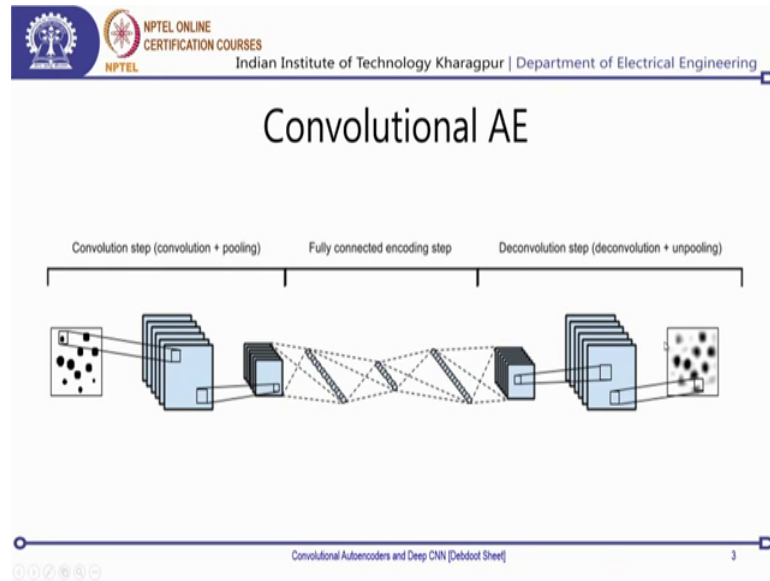 NPTEL ONLINE
CERTIFICATION COURSES
NPTEL
Indian Institute of Technology Kharagpur | Department of Electrical Engineering
Convolutional AE
Convolution step (convolution + pooling)
Fully connected encoding step
Deconvolution step (deconvolution + unpooling)
Convolutional Autoencoders and Deep CNN [Debdoot Sheet]
3